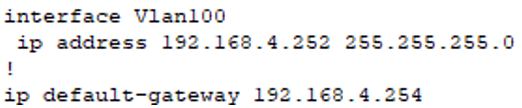 interface Vlan100
 ip address 192.168.4.252 255.255.255.0
!
ip default-gateway 192.168.4.254